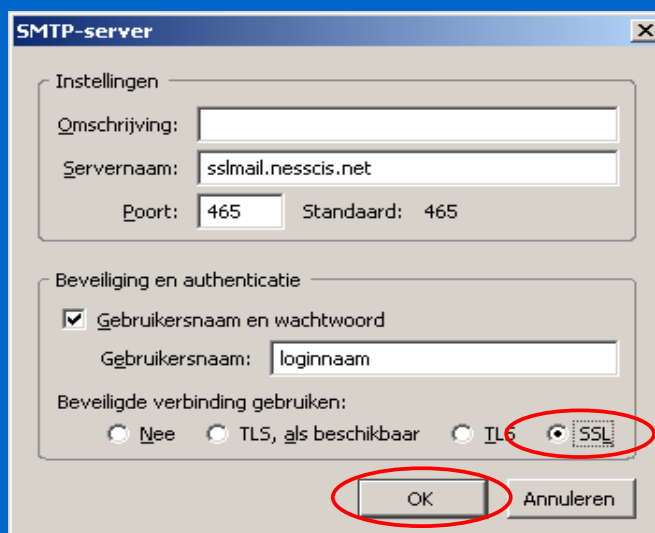 SMTP-server
Instellingen
Omschrijving:
Servernaam: sslmail.nesscis.net
Poort: 465 Standaard: 465
Beveiliging en authenticatie
Gebruikersnaam en wachtwoord
Gebruikersnaam: loginnaam
Beveiligde verbinding gebruiken:
Nee TLS, als beschikbaar TLS SSL
OK Annuleren